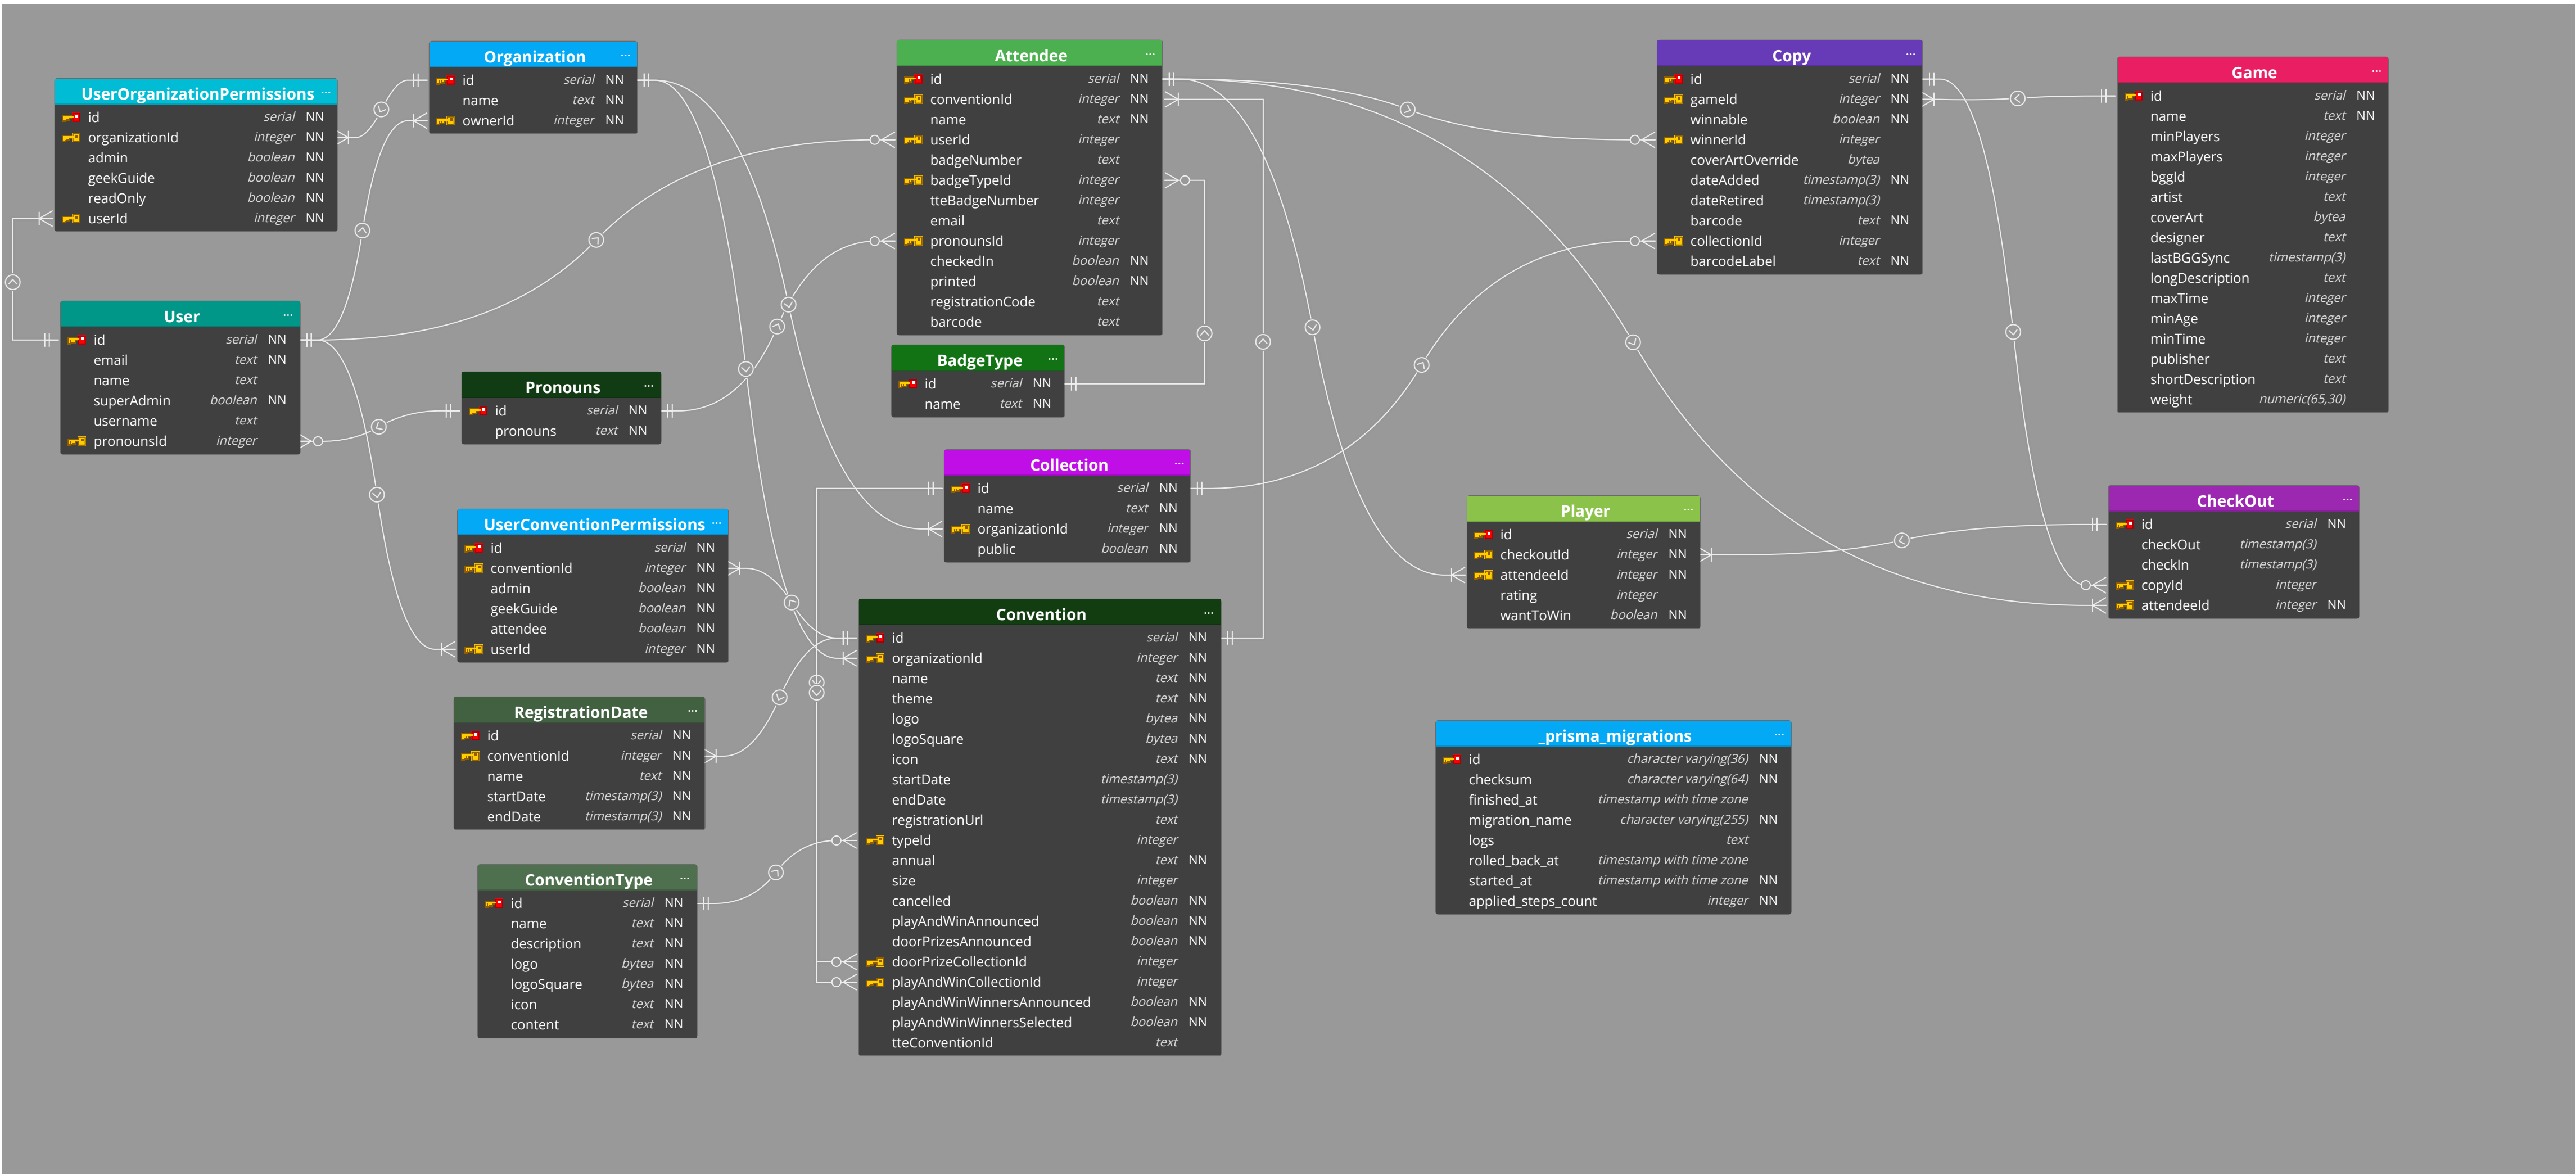 UserOrganizationPermissions ...
id serial NN
organizationId integer NN
admin boolean NN
geekGuide boolean NN
readOnly boolean NN
userId integer NN
User ...
id serial NN
email text NN
name text
superAdmin boolean NN
username text
pronounsId integer
Organization ...
id serial NN
name text NN
ownerId integer NN
Pronouns ...
id serial NN
pronouns text NN
UserConventionPermissions ...
id serial NN
conventionId integer NN
admin boolean NN
geekGuide boolean NN
attendee boolean NN
userId integer NN
RegistrationDate ...
id serial NN
conventionId integer NN
name text NN
startDate timestamp(3) NN
endDate timestamp(3) NN
ConventionType ...
id serial NN
name text NN
description text NN
logo bytea NN
logoSquare bytea NN
icon text NN
content text NN
Attendee ...
id serial NN
conventionId integer NN
name text NN
userId integer
badgeNumber text
badgeTypeId integer
tteBadgeNumber integer
email text
pronounsId integer
checkedIn boolean NN
printed boolean NN
registrationCode text
barcode text
BadgeType ...
id serial NN
name text NN
Collection ...
id serial NN
name text NN
organizationId integer NN
public boolean NN
Convention ...
id serial NN
organizationId integer NN
name text NN
theme text NN
logo bytea NN
logoSquare bytea NN
icon text NN
startDate timestamp(3)
endDate timestamp(3)
registrationUrl text
typeId integer
annual text NN
size integer
cancelled boolean NN
playAndWinAnnounced boolean NN
doorPrizesAnnounced boolean NN
doorPrizeCollectionId integer
playAndWinCollectionId integer
playAndWinWinnersAnnounced boolean NN
playAndWinWinnersSelected boolean NN
tteConventionId text
Copy ...
id serial NN
gameId integer NN
winnable boolean NN
winnerId integer
coverArtOverride bytea
dateAdded timestamp(3) NN
dateRetired timestamp(3)
barcode text NN
collectionId integer
barcodeLabel text NN
Player ...
id serial NN
checkoutId integer NN
attendeeId integer NN
rating integer
wantToWin boolean NN
_prisma_migrations ...
id character varying(36) NN
checksum character varying(64) NN
finished_at timestamp with time zone
migration_name character varying(255) NN
logs text
rolled_back_at timestamp with time zone
started_at timestamp with time zone NN
applied_steps_count integer NN
Game ...
id serial NN
name text NN
minPlayers integer
maxPlayers integer
bggId integer
artist text
coverArt bytea
designer text
lastBGGSync timestamp(3)
longDescription text
maxTime integer
minAge integer
minTime integer
publisher text
shortDescription text
weight numeric(65,30)
CheckOut ...
id serial NN
checkOut timestamp(3)
checkIn timestamp(3)
copyId integer
attendeeId integer NN